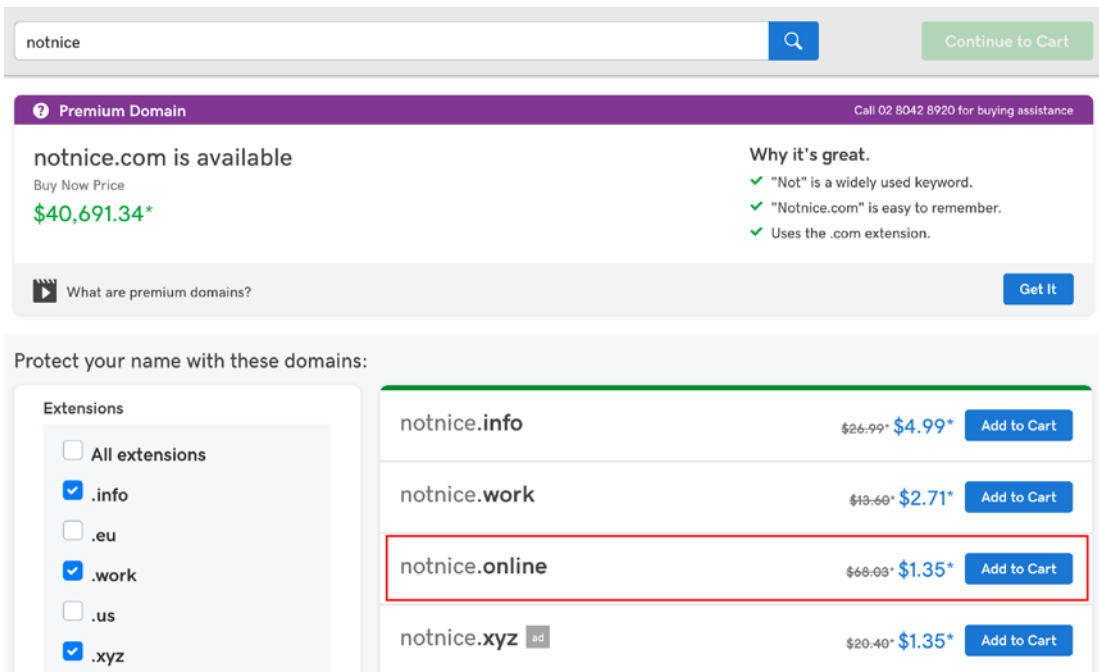 notnice
Continue to Cart
? Premium Domain
Call 02 8042 8920 for buying assistance
notnice.com is available
Buy Now Price
$40,691.34*
Why it's great.
"Not" is a widely used keyword.
"Notnice.com" is easy to remember.
Uses the .com extension.
What are premium domains?
Get It
Protect your name with these domains:
Extensions
All extensions
.info
.eu
.work
.us
.xyz
notnice.info $26.99* $4.99* Add to Cart
notnice.work $13.60* $2.71* Add to Cart
notnice.online $68.03* $1.35* Add to Cart
notnice.xyz ad $20.40* $1.35* Add to Cart